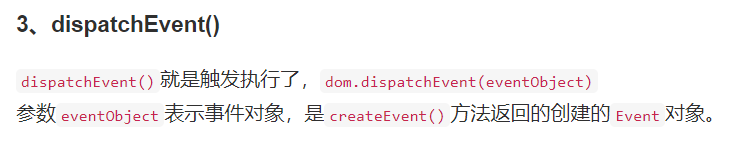 3、dispatchEvent()
dispatchEvent()就是触发执行了，dom.dispatchEvent(eventObject)
参数eventObject表示事件对象，是createEvent()方法返回的创建的Event对象。